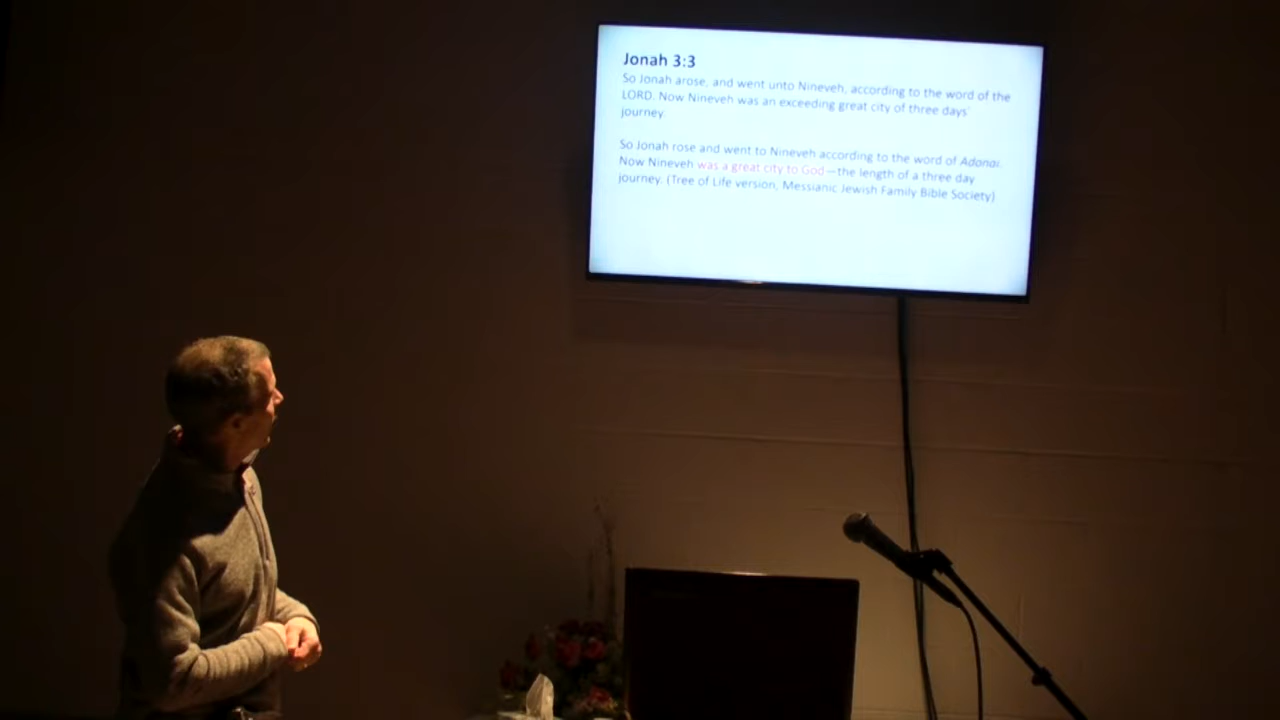 Jonah 3:3
So Jonah arose, and went unto Nineveh, according to the word of the
LORD. Now Nineveh was an exceeding great city of three days'
journey.
So Jonah rose and went to Nineveh according to the word of Adonai.
Now Nineveh was a great city to God—the length of a three day
journey. (Tree of Life version, Messianic Jewish Family Bible Society)